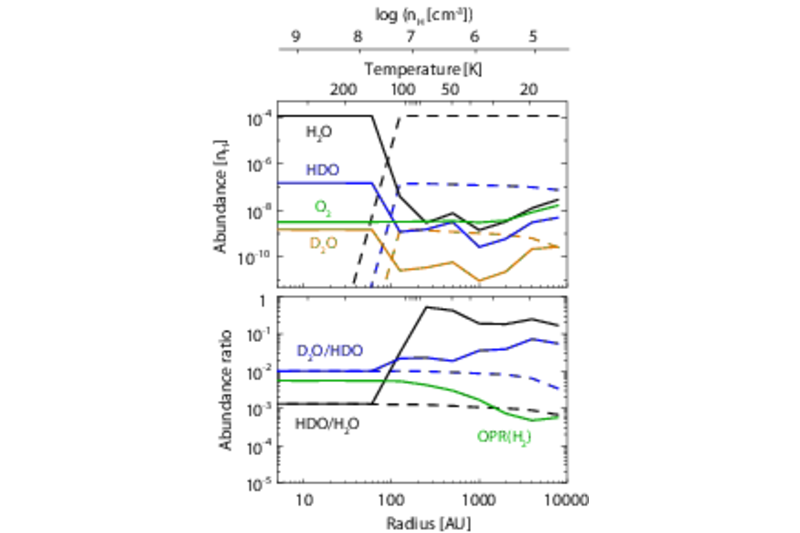 log (n_H [cm⁻³])
9 8 7 6 5
Temperature [K]
200 100 50 20
Abundance [n_H]
10⁻⁴
10⁻⁶
10⁻⁸
10⁻¹⁰
H₂O
HDO
O₂
D₂O
Abundance ratio
1
10⁻¹
10⁻²
10⁻³
10⁻⁴
10⁻⁵
D₂O/HDO
HDO/H₂O
OPR(H₂)
10 100 1000 10000
Radius [AU]